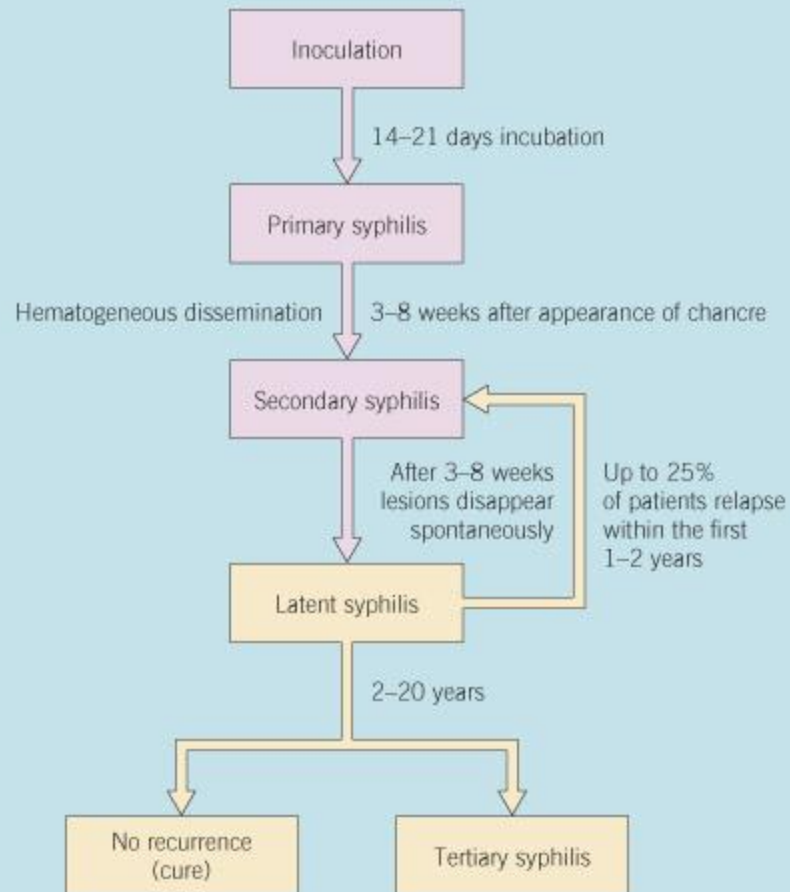 Inoculation
14–21 days incubation
Primary syphilis
Hematogeneous dissemination
3–8 weeks after appearance of chancre
Secondary syphilis
After 3–8 weeks
lesions disappear
spontaneously
Up to 25%
of patients relapse
within the first
1–2 years
Latent syphilis
2–20 years
No recurrence
(cure)
Tertiary syphilis